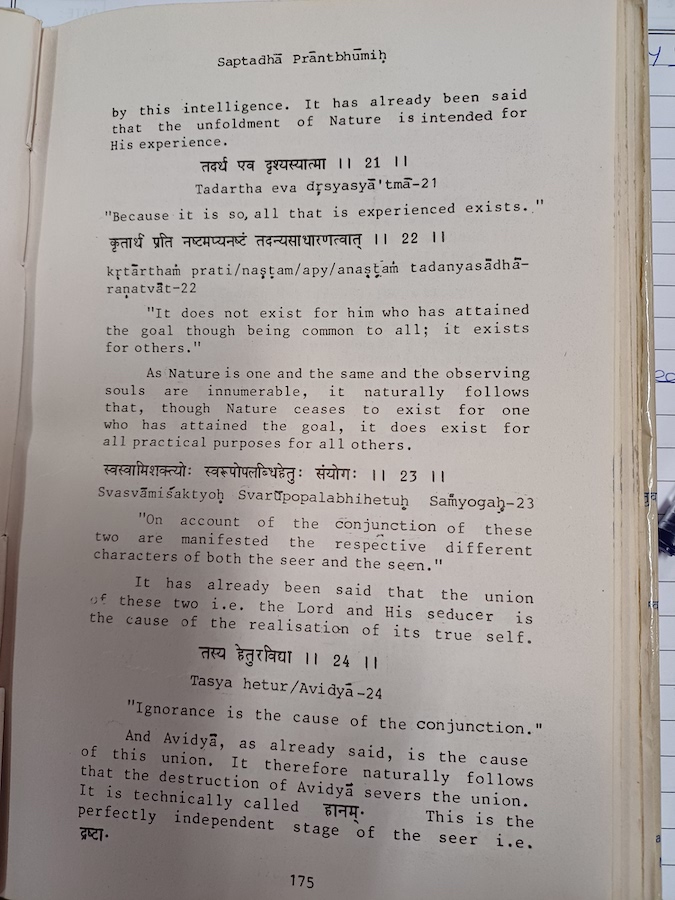 Saptadhā Prāntbhūmiḥ
by this intelligence. It has already been said
that the unfoldment of Nature is intended for
His experience.
तदर्थ एव दृश्यस्यात्मा ।। 21 ।।
Tadartha eva dṛsyasyā'tmā-21
"Because it is so, all that is experienced exists.."
कृतार्थं प्रति नष्टमप्यनष्टं तदन्यसाधारणत्वात् ।। 22 ।।
kṛtārthaṁ prati/naṣṭam/apy/anaṣṭaṁ tadanyasādhā-
raṇatvāt-22
"It does not exist for him who has attained
the goal though being common to all; it exists
for others."
As Nature is one and the same and the observing
souls are innumerable, it naturally follows
that, though Nature ceases to exist for one
who has attained the goal, it does exist for
all practical purposes for all others.
स्वस्वामिशक्त्योः स्वरूपोपलब्धिहेतुः संयोगः ।। 23 ।।
Svasvāmiśaktyoḥ Svarūpopalabhihetuḥ Saṁyogaḥ-23
"On account of the conjunction of these
two are manifested the respective different
characters of both the seer and the seen."
It has already been said that the union
of these two i.e. the Lord and His seducer is
the cause of the realisation of its true self.
तस्य हेतुरविद्या ।। 24 ।।
Tasya hetur/Avidyā-24
"Ignorance is the cause of the conjunction."
And Avidyā, as already said, is the cause
of this union. It therefore naturally follows
that the destruction of Avidyā severs the union.
It is technically called हानम्. This is the
perfectly independent stage of the seer i.e.
द्रष्टा.
175